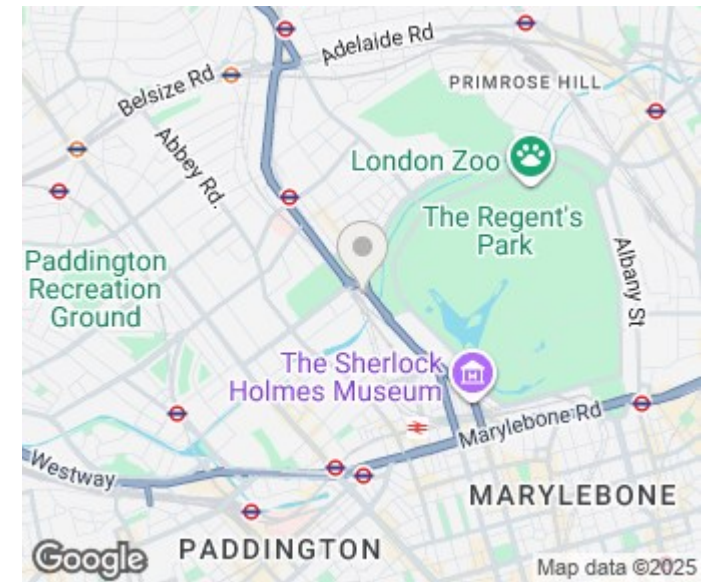 Adelaide Rd
Belsize Rd
PRIMROSE HILL
Abbey Rd.
London Zoo
The Regent's
Park
Albany St
Paddington
Recreation
Ground
The Sherlock
Holmes Museum
Marylebone Rd
Westway
MARYLEBONE
PADDINGTON
Google
Map data ©2025